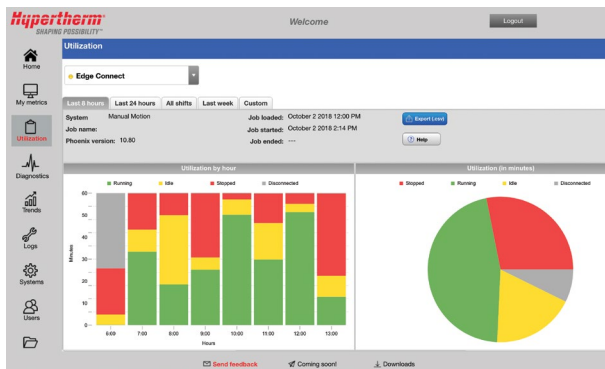 Hypertherm
SHAPING POSSIBILITY™
Welcome
Logout
Utilization
Home
Edge Connect
My metrics
Last 8 hours Last 24 hours All shifts Last week Custom
System Manual Motion Job loaded: October 2 2018 12:00 PM
Job name: Job started: October 2 2018 2:14 PM
Phoenix version: 10.80 Job ended: ---
Help
Utilization
Diagnostics
Trends
Logs
Systems
Users
Utilization by hour
Running Idle Stopped Disconnected
60
50
40
30
20
10
0
Minutes
6:00 7:00 8:00 9:00 10:00 11:00 12:00 13:00
Hours
Utilization (in minutes)
Stopped Running Idle Disconnected
Send feedback Coming soon! Downloads